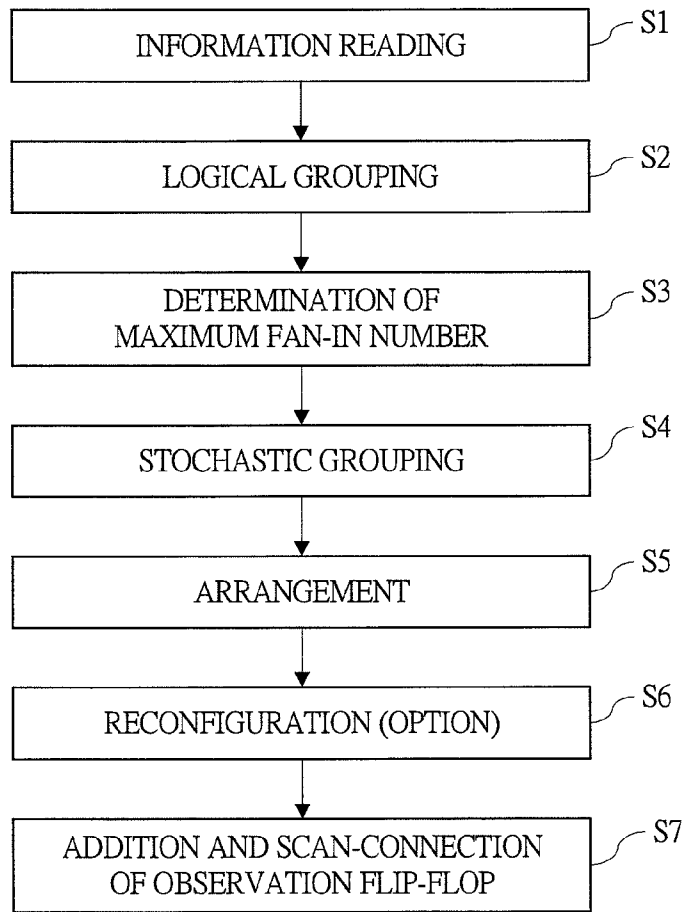 S1
INFORMATION READING
S2
LOGICAL GROUPING
S3
DETERMINATION OF
MAXIMUM FAN-IN NUMBER
S4
STOCHASTIC GROUPING
S5
ARRANGEMENT
S6
RECONFIGURATION (OPTION)
S7
ADDITION AND SCAN-CONNECTION
OF OBSERVATION FLIP-FLOP